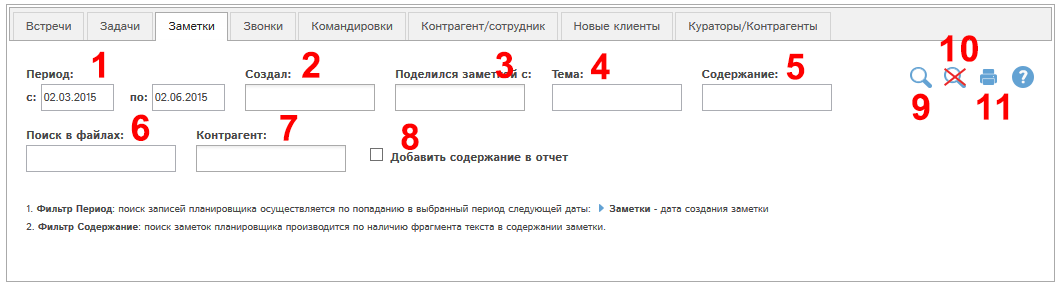 Встречи Задачи Заметки Звонки Командировки Контрагент/сотрудник Новые клиенты Кураторы/Контрагенты
1 2 3 4 5 10
Период: Создал: Поделился заметкой с: Тема: Содержание:
с: 02.03.2015 по: 02.06.2015 ?
9 11
6 7 8
Поиск в файлах: Контрагент:
Добавить содержание в отчет
1. Фильтр Период: поиск записей планировщика осуществляется по попаданию в выбранный период следующей даты: Заметки - дата создания заметки
2. Фильтр Содержание: поиск заметок планировщика производится по наличию фрагмента текста в содержании заметки.